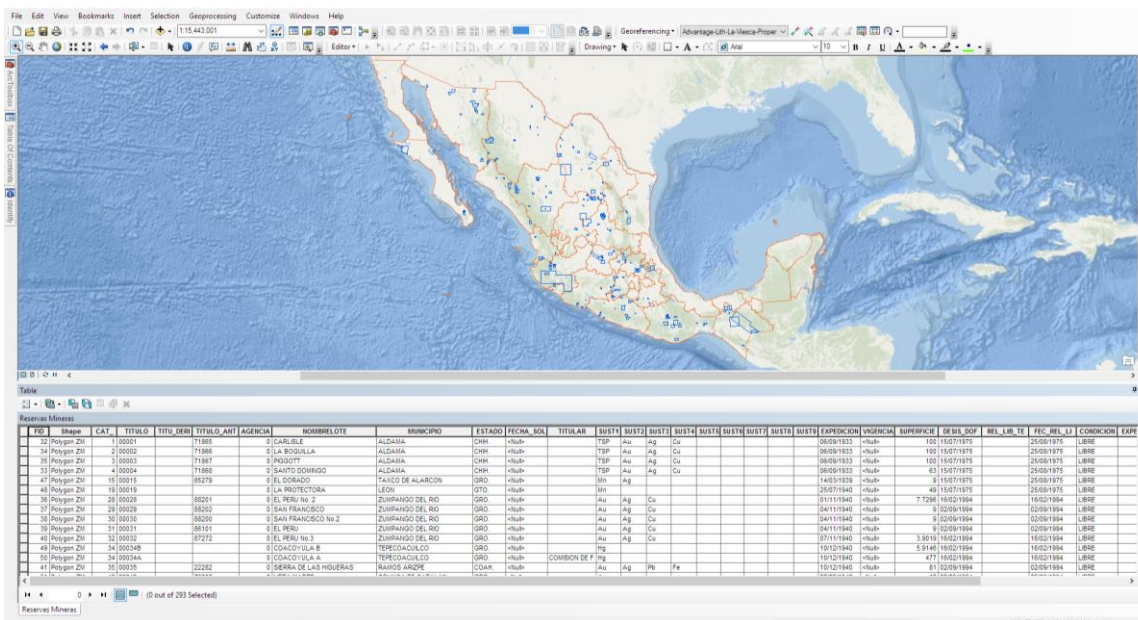 File Edit View Bookmarks Insert Selection Geoprocessing Customize Windows Help
1:15,443,001 Georeferencing Advantage-Lith-La-Viesca-Proper
Editor Drawing A Arial 10 B I U A
ArcToolbox
Table Of Contents
Identify
Table
Reservas Mineras
FID Shape CAT_ TITULO TITU_DERI TITULO_ANT AGENCIA NOMBRELOTE MUNICIPIO ESTADO FECHA_SOL TITULAR SUST1 SUST2 SUST3 SUST4 SUST5 SUST6 SUST7 SUST8 SUST9 EXPEDICION VIGENCIA SUPERFICIE DESIS_DOF REL_LIB_TE FEC_REL_LI CONDICION EXPE
32 Polygon ZM 1 00001 71865 0 CARLISLE ALDAMA CHIH. <Null> TSP Au Ag Cu 06/09/1933 <Null> 100 15/07/1975 25/08/1975 LIBRE
34 Polygon ZM 2 00002 71866 0 LA BOQUILLA ALDAMA CHIH. <Null> TSP Au Ag Cu 06/09/1933 <Null> 100 15/07/1975 25/08/1975 LIBRE
35 Polygon ZM 3 00003 71867 0 PIGGOTT ALDAMA CHIH. <Null> TSP Au Ag Cu 06/09/1933 <Null> 100 15/07/1975 25/08/1975 LIBRE
33 Polygon ZM 4 00004 71868 0 SANTO DOMINGO ALDAMA CHIH. <Null> TSP Au Ag Cu 06/09/1933 <Null> 63 15/07/1975 25/08/1975 LIBRE
47 Polygon ZM 15 00015 85279 0 EL DORADO TAXCO DE ALARCON GRO. <Null> Mn Ag 14/03/1939 <Null> 9 15/07/1975 25/08/1975 LIBRE
48 Polygon ZM 19 00019 0 LA PROTECTORA LEON GTO. <Null> Mn 25/07/1940 <Null> 49 15/07/1975 25/08/1975 LIBRE
36 Polygon ZM 28 00028 88201 0 EL PERU No. 2 ZUMPANGO DEL RIO GRO. <Null> Au Ag Cu 01/11/1940 <Null> 7.7298 16/02/1994 16/02/1994 LIBRE
37 Polygon ZM 29 00029 88202 0 SAN FRANCISCO ZUMPANGO DEL RIO GRO. <Null> Au Ag Cu 04/11/1940 <Null> 9 02/09/1994 02/09/1994 LIBRE
38 Polygon ZM 30 00030 88200 0 SAN FRANCISCO No.2 ZUMPANGO DEL RIO GRO. <Null> Au Ag Cu 04/11/1940 <Null> 9 02/09/1994 02/09/1994 LIBRE
39 Polygon ZM 31 00031 86101 0 EL PERU ZUMPANGO DEL RIO GRO. <Null> Au Ag Cu 04/11/1940 <Null> 9 02/09/1994 02/09/1994 LIBRE
40 Polygon ZM 32 00032 87272 0 EL PERU No.3 ZUMPANGO DEL RIO GRO. <Null> Au Ag Cu 07/11/1940 <Null> 3.9019 16/02/1994 16/02/1994 LIBRE
49 Polygon ZM 34 00034B 0 COACOYULA B TEPECOACUILCO GRO. <Null> Hg 10/12/1940 <Null> 5.9146 16/02/1994 16/02/1994 LIBRE
50 Polygon ZM 34 00034A 0 COACOYULA A TEPECOACUILCO GRO. <Null> COMISION DE F Hg 10/12/1940 <Null> 477 16/02/1994 16/02/1994 LIBRE
41 Polygon ZM 35 00035 22282 0 SIERRA DE LAS HIGUERAS RAMOS ARIZPE COAH. <Null> Au Ag Pb Fe 10/12/1940 <Null> 81 02/09/1994 02/09/1994 LIBRE
0 (0 out of 293 Selected)
Reservas Mineras